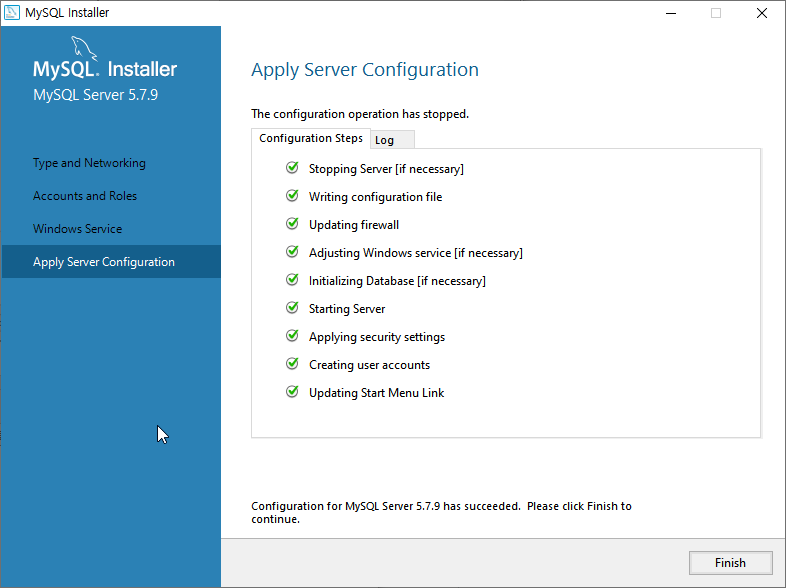 MySQL Installer
MySQL. Installer
MySQL Server 5.7.9
Type and Networking
Accounts and Roles
Windows Service
Apply Server Configuration
Apply Server Configuration
The configuration operation has stopped.
Configuration Steps Log
Stopping Server [if necessary]
Writing configuration file
Updating firewall
Adjusting Windows service [if necessary]
Initializing Database [if necessary]
Starting Server
Applying security settings
Creating user accounts
Updating Start Menu Link
Configuration for MySQL Server 5.7.9 has succeeded.  Please click Finish to
continue.
Finish